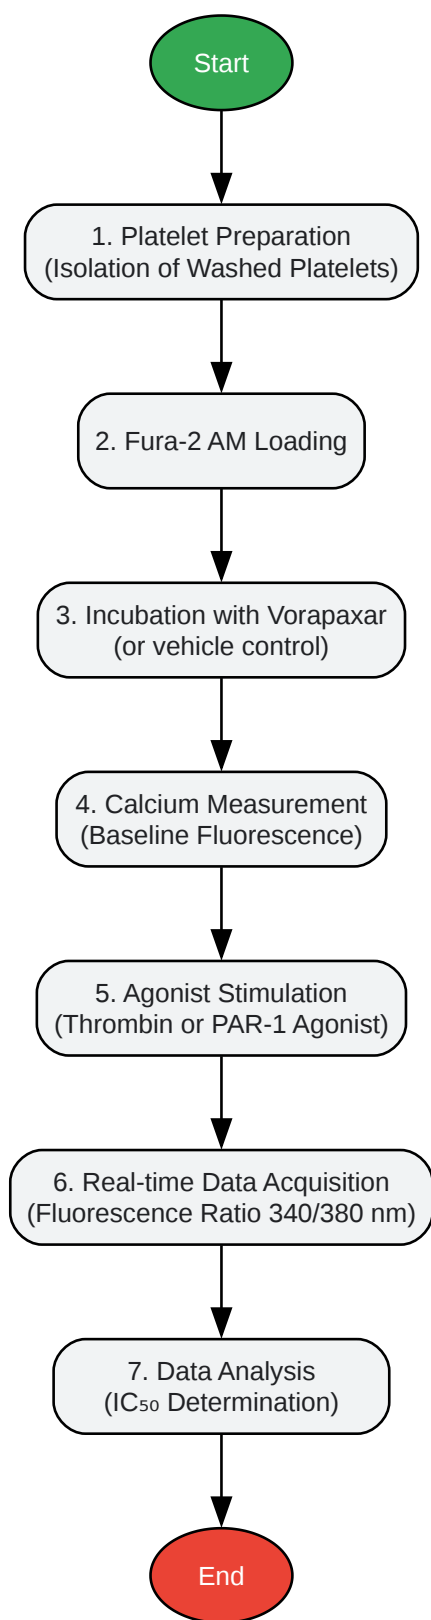 Start
1. Platelet Preparation
(Isolation of Washed Platelets)
2. Fura-2 AM Loading
3. Incubation with Vorapaxar
(or vehicle control)
4. Calcium Measurement
(Baseline Fluorescence)
5. Agonist Stimulation
(Thrombin or PAR-1 Agonist)
6. Real-time Data Acquisition
(Fluorescence Ratio 340/380 nm)
7. Data Analysis
(IC₅₀ Determination)
End